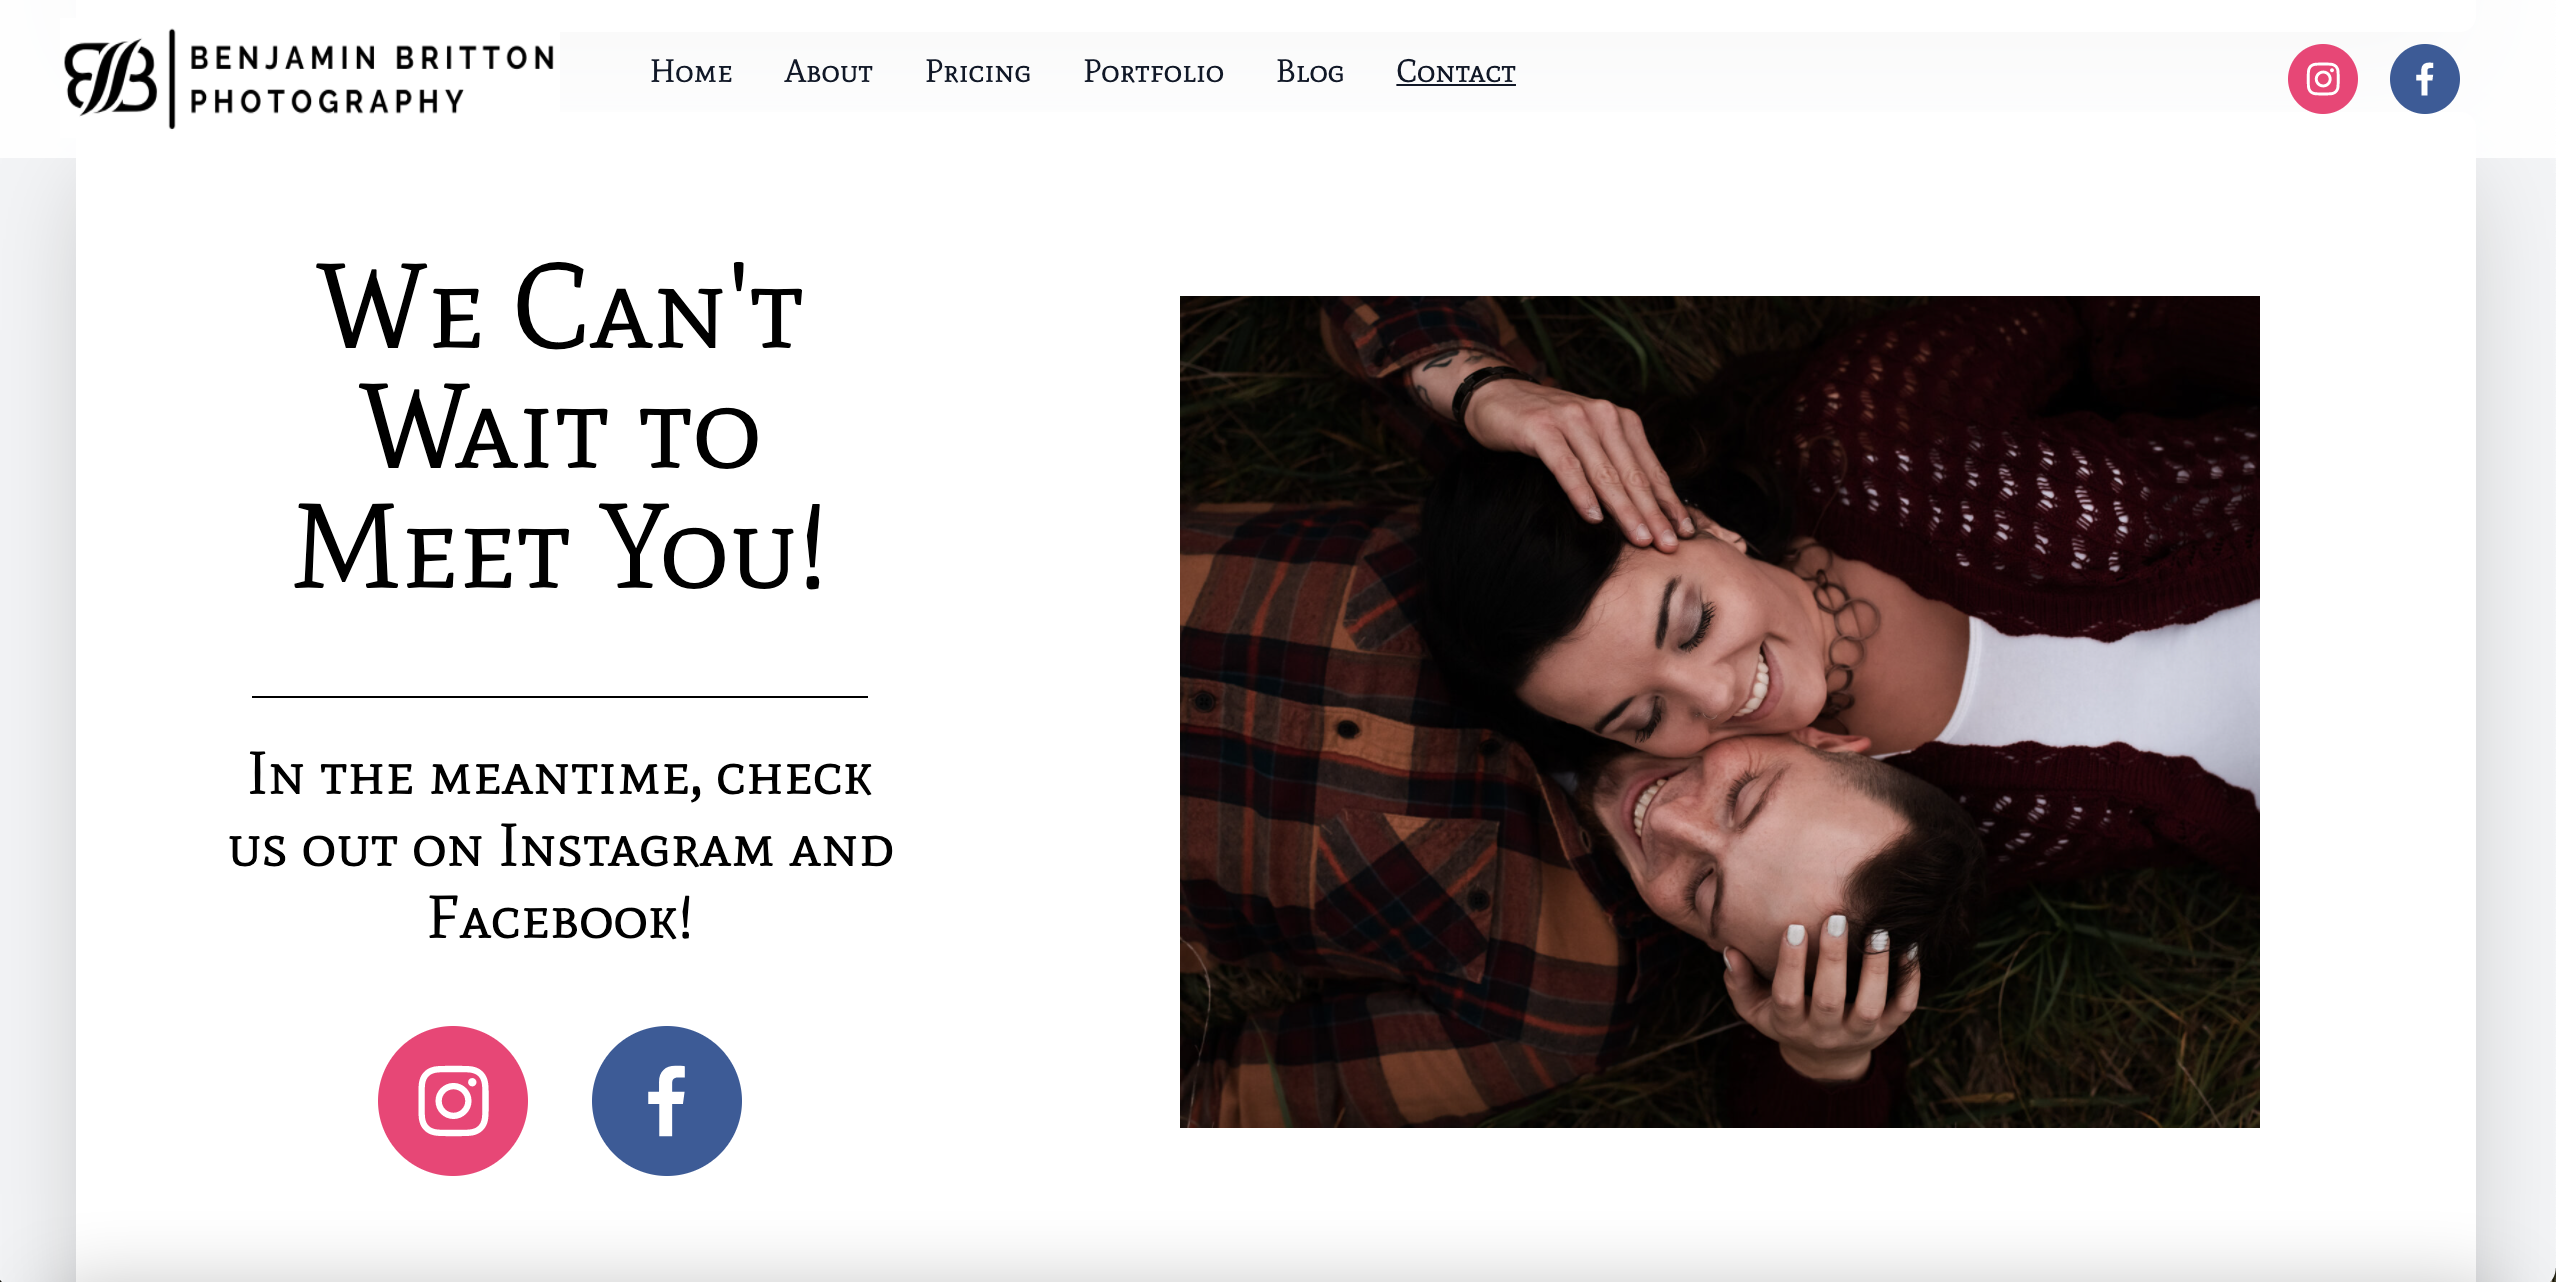 BENJAMIN BRITTON
PHOTOGRAPHY
Home About Pricing Portfolio Blog Contact
We Can't
Wait to
Meet You!
In the meantime, check
us out on Instagram and
Facebook!